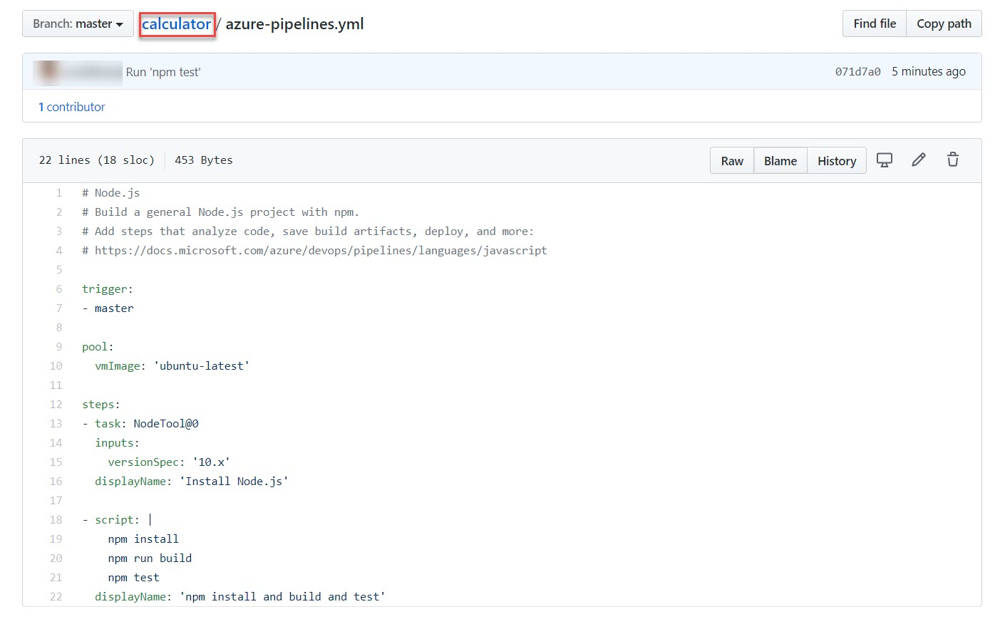 Branch: master calculator / azure-pipelines.yml Find file Copy path
Run 'npm test' 071d7a0 5 minutes ago
1 contributor
22 lines (18 sloc) 453 Bytes Raw Blame History
1 # Node.js
2 # Build a general Node.js project with npm.
3 # Add steps that analyze code, save build artifacts, deploy, and more:
4 # https://docs.microsoft.com/azure/devops/pipelines/languages/javascript
5
6 trigger:
7 - master
8
9 pool:
10   vmImage: 'ubuntu-latest'
11
12 steps:
13 - task: NodeTool@0
14   inputs:
15     versionSpec: '10.x'
16   displayName: 'Install Node.js'
17
18 - script: |
19     npm install
20     npm run build
21     npm test
22   displayName: 'npm install and build and test'